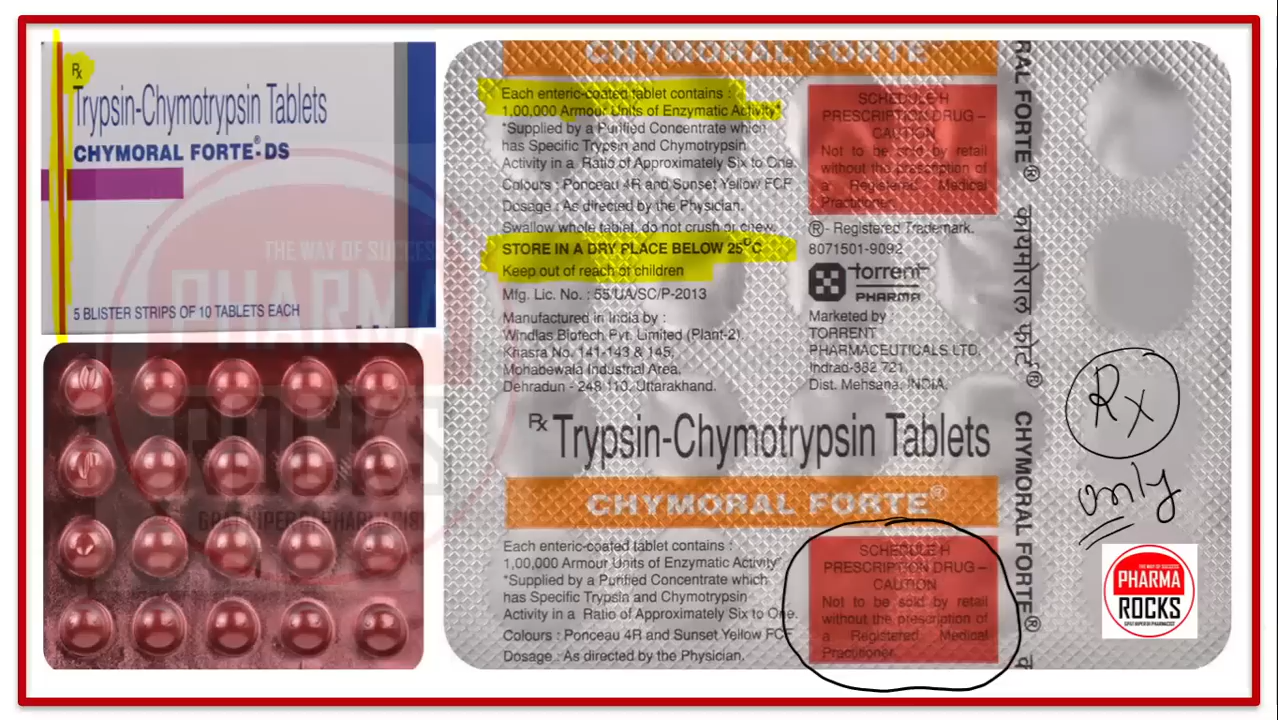 Rx
Trypsin-Chymotrypsin Tablets
CHYMORAL FORTE®-DS
5 BLISTER STRIPS OF 10 TABLETS EACH
THE WAY OF SUCCESS
PHARMA
ROCKS
GPAT NIPER & PHARMACIST
CHYMORAL FORTE®
Each enteric-coated tablet contains :
1,00,000 Armour Units of Enzymatic Activity*
*Supplied by a Purified Concentrate which
has Specific Trypsin and Chymotrypsin
Activity in a Ratio of Approximately Six to One.
Colours : Ponceau 4R and Sunset Yellow FCF
Dosage : As directed by the Physician.
Swallow whole tablet, do not crush or chew.
STORE IN A DRY PLACE BELOW 25°C
Keep out of reach of children
Mfg. Lic. No. : 55/UA/SC/P-2013
Manufactured in India by :
Windlas Biotech Pvt. Limited (Plant-2)
Khasra No. 141-143 & 145,
Mohabewala Industrial Area,
Dehradun - 248 110, Uttarakhand.
SCHEDULE H
PRESCRIPTION DRUG –
CAUTION
Not to be sold by retail
without the prescription of
a Registered Medical
Practitioner.
® - Registered Trademark.
8071501-9092
torrent
PHARMA
Marketed by
TORRENT
PHARMACEUTICALS LTD.
Indrad-382 721,
Dist. Mehsana, INDIA.
Rx Trypsin-Chymotrypsin Tablets
CHYMORAL FORTE®
Each enteric-coated tablet contains :
1,00,000 Armour Units of Enzymatic Activity*
*Supplied by a Purified Concentrate which
has Specific Trypsin and Chymotrypsin
Activity in a Ratio of Approximately Six to One.
Colours : Ponceau 4R and Sunset Yellow FCF
Dosage : As directed by the Physician.
SCHEDULE H
PRESCRIPTION DRUG –
CAUTION
Not to be sold by retail
without the prescription of
a Registered Medical
Practitioner.
RAL FORTE®
कायमोराल फोर्ट®
CHYMORAL FORTE®
Rx
only
PHARMA
ROCKS